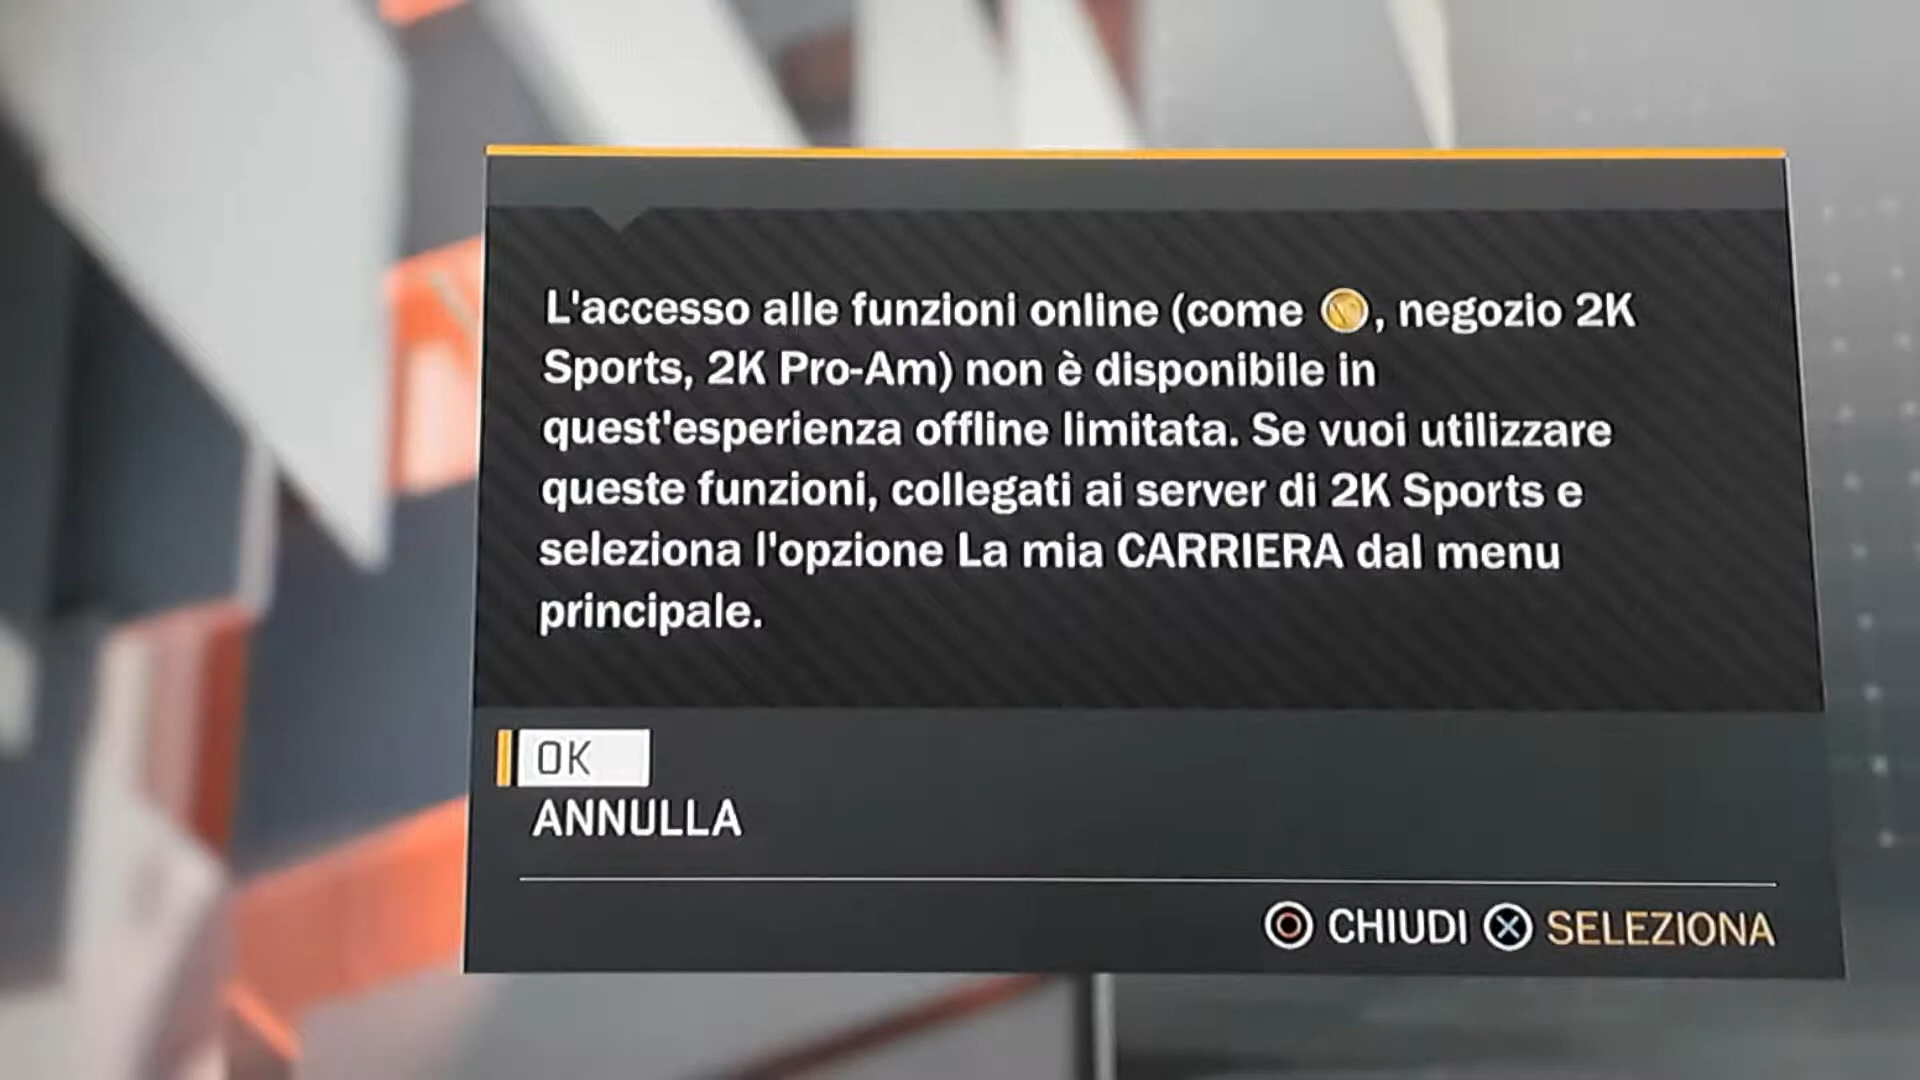 L'accesso alle funzioni online (come , negozio 2K
Sports, 2K Pro-Am) non è disponibile in
quest'esperienza offline limitata. Se vuoi utilizzare
queste funzioni, collegati ai server di 2K Sports e
seleziona l'opzione La mia CARRIERA dal menu
principale.
OK
ANNULLA
CHIUDI SELEZIONA